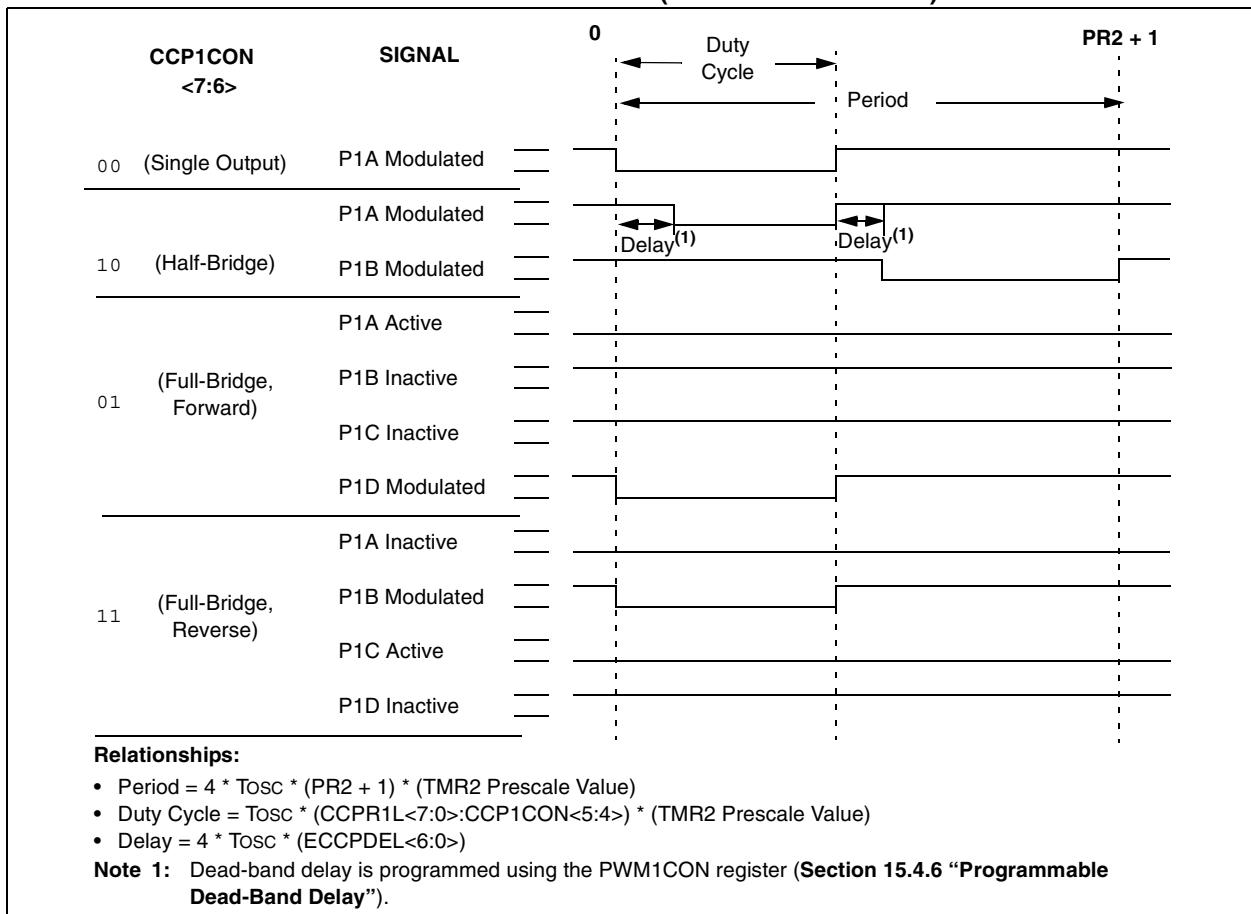 0
PR2 + 1
CCP1CON
<7:6>
SIGNAL
Duty
Cycle
Period
00 (Single Output) P1A Modulated
P1A Modulated
Delay(1) Delay(1)
10 (Half-Bridge) P1B Modulated
P1A Active
01 (Full-Bridge,
Forward)
P1B Inactive
P1C Inactive
P1D Modulated
P1A Inactive
11 (Full-Bridge,
Reverse)
P1B Modulated
P1C Active
P1D Inactive
Relationships:
• Period = 4 * TOSC * (PR2 + 1) * (TMR2 Prescale Value)
• Duty Cycle = TOSC * (CCPR1L<7:0>:CCP1CON<5:4>) * (TMR2 Prescale Value)
• Delay = 4 * TOSC * (ECCPDEL<6:0>)
Note 1: Dead-band delay is programmed using the PWM1CON register (Section 15.4.6 “Programmable
Dead-Band Delay”).